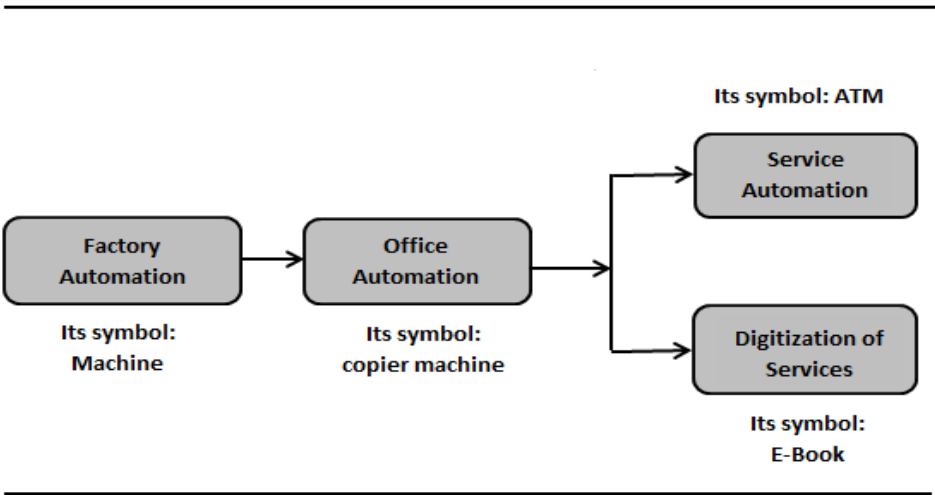 Its symbol: ATM
Service
Automation
Factory
Automation
Office
Automation
Its symbol:
Machine
Its symbol:
copier machine
Digitization of
Services
Its symbol:
E-Book